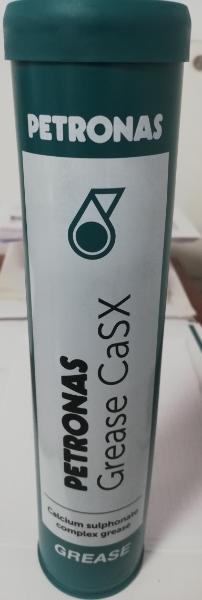 PETRONAS
PETRONAS
Grease CaSX
Calcium sulphonate
complex grease
GREASE